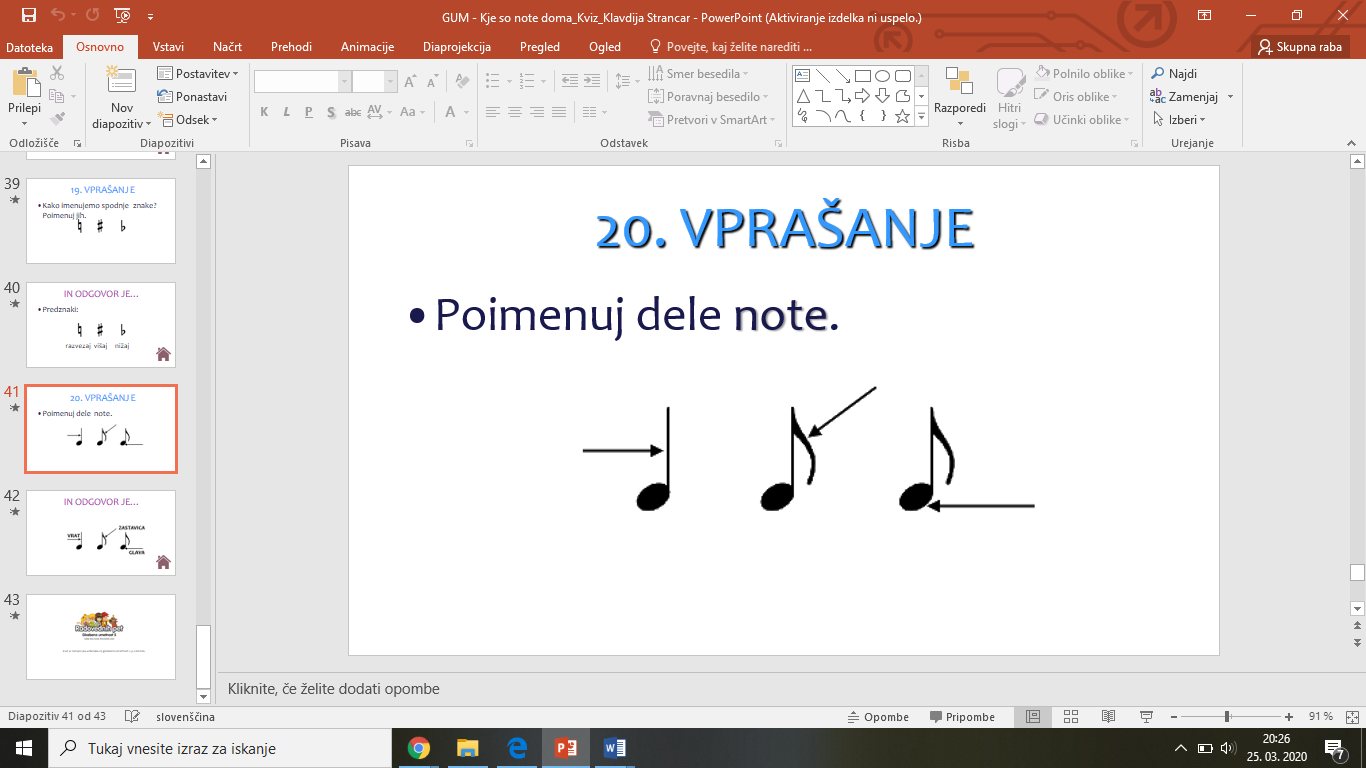 GUM - Kje so note doma_Kviz_Klavdija Strancar - PowerPoint (Aktiviranje izdelka ni uspelo.)
Datoteka Osnovno Vstavi Načrt Prehodi Animacije Diaprojekcija Pregled Ogled Povejte, kaj želite narediti ... Skupna raba
Prilepi
Odložišče
Nov diapozitiv
Postavitev
Ponastavi
Odsek
Diapozitivi
K L P S abc AV Aa A
Pisava
Smer besedila
Poravnaj besedilo
Pretvori v SmartArt
Odstavek
Razporedi
Hitri slogi
Polnilo oblike
Oris oblike
Učinki oblike
Risba
Najdi
Zamenjaj
Izberi
Urejanje
39
19. VPRAŠANJE
• Kako imenujemo spodnje znake?
Poimenuj jih.
40
IN ODGOVOR JE...
• Predznaki:
razvezaj višaj nižaj
41
20. VPRAŠANJE
• Poimenuj dele note.
42
IN ODGOVOR JE...
ZASTAVICA
VRAT
GLAVA
43
Radovednih pet
20. VPRAŠANJE
• Poimenuj dele note.
Kliknite, če želite dodati opombe
Diapozitiv 41 od 43 slovenščina Opombe Pripombe 91 %
Tukaj vnesite izraz za iskanje
20:26
25. 03. 2020
7